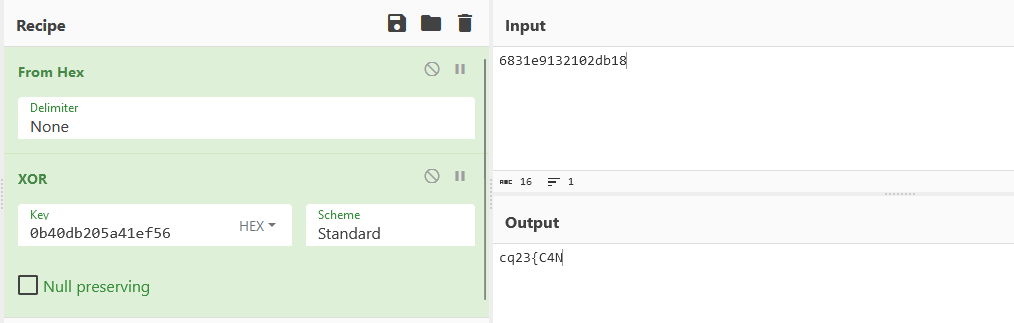 Recipe
From Hex
Delimiter
None
XOR
Key
0b40db205a41ef56
HEX
Scheme
Standard
Null preserving
Input
6831e9132102db18
ABC 16 1
Output
cq23{C4N